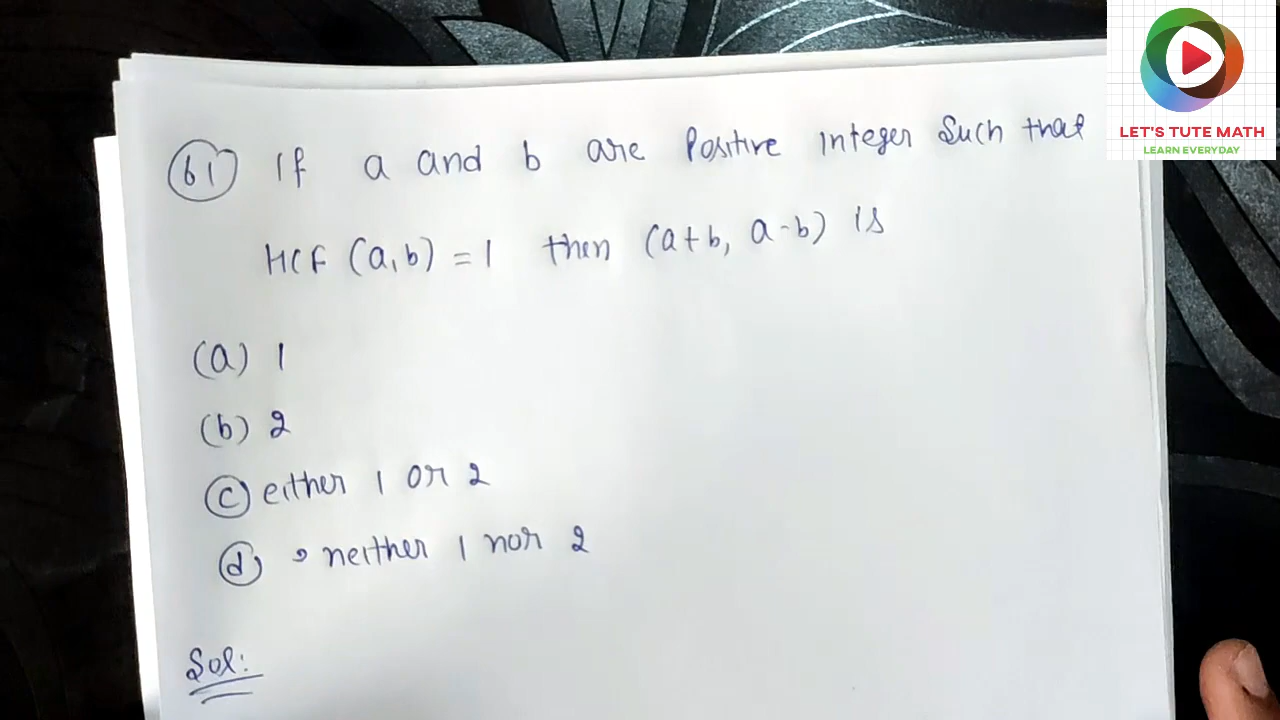 61 If a and b are Positive Integer Such that
HCF (a,b) = 1 then (a+b, a-b) is
(a) 1
(b) 2
(c) either 1 or 2
(d) neither 1 nor 2
Sol:
LET'S TUTE MATH
LEARN EVERYDAY